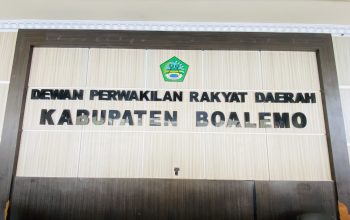 DEWAN PERWAKILAN RAKYAT DAERAH
KABUPATEN BOALEMO